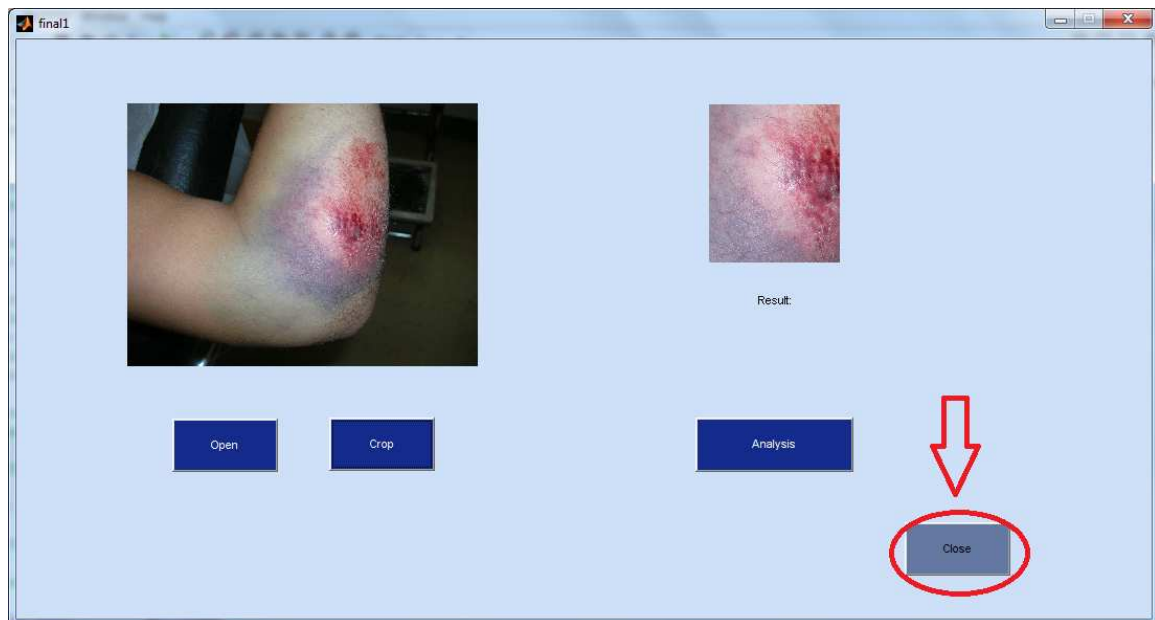 final1
Result:
Open
Crop
Analysis
Close